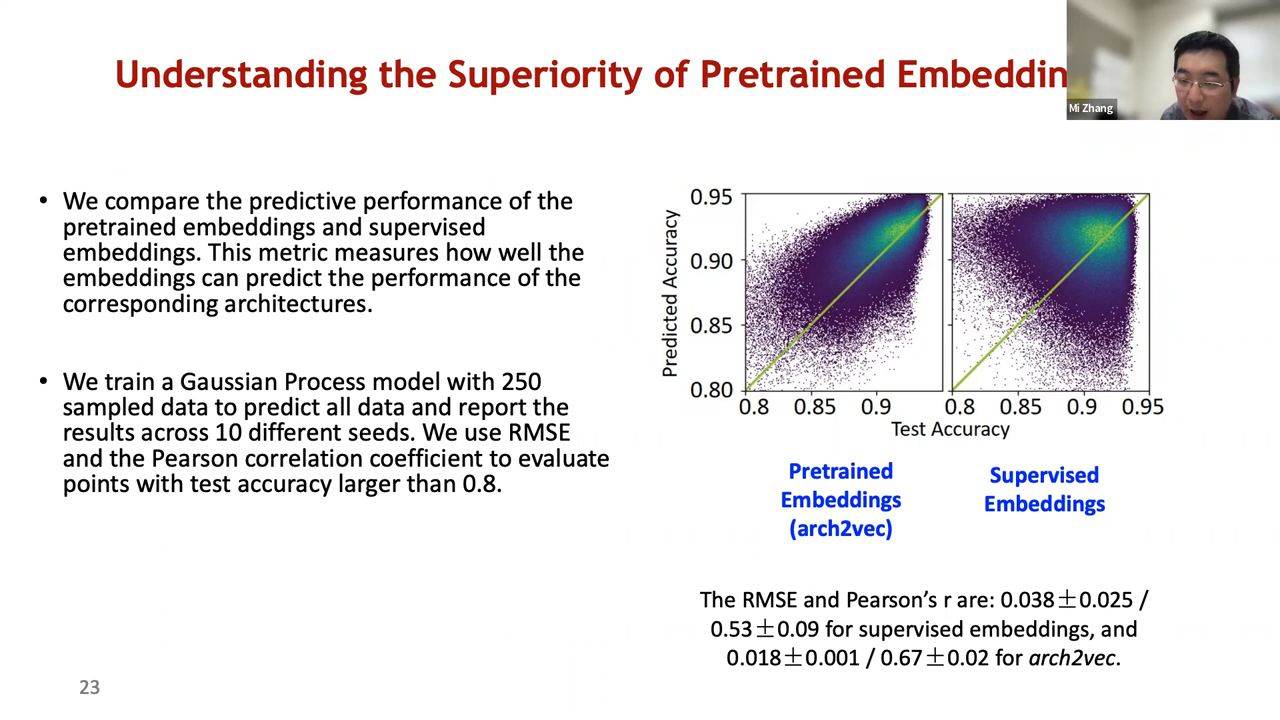 Understanding the Superiority of Pretrained Embeddin
Mi Zhang
• We compare the predictive performance of the
pretrained embeddings and supervised
embeddings. This metric measures how well the
embeddings can predict the performance of the
corresponding architectures.
• We train a Gaussian Process model with 250
sampled data to predict all data and report the
results across 10 different seeds. We use RMSE
and the Pearson correlation coefficient to evaluate
points with test accuracy larger than 0.8.
Predicted Accuracy
0.95
0.90
0.85
0.80
0.8 0.85 0.9 0.8 0.85 0.9 0.95
Test Accuracy
Pretrained
Embeddings
(arch2vec)
Supervised
Embeddings
The RMSE and Pearson's r are: 0.038±0.025 /
0.53±0.09 for supervised embeddings, and
0.018±0.001 / 0.67±0.02 for arch2vec.
23